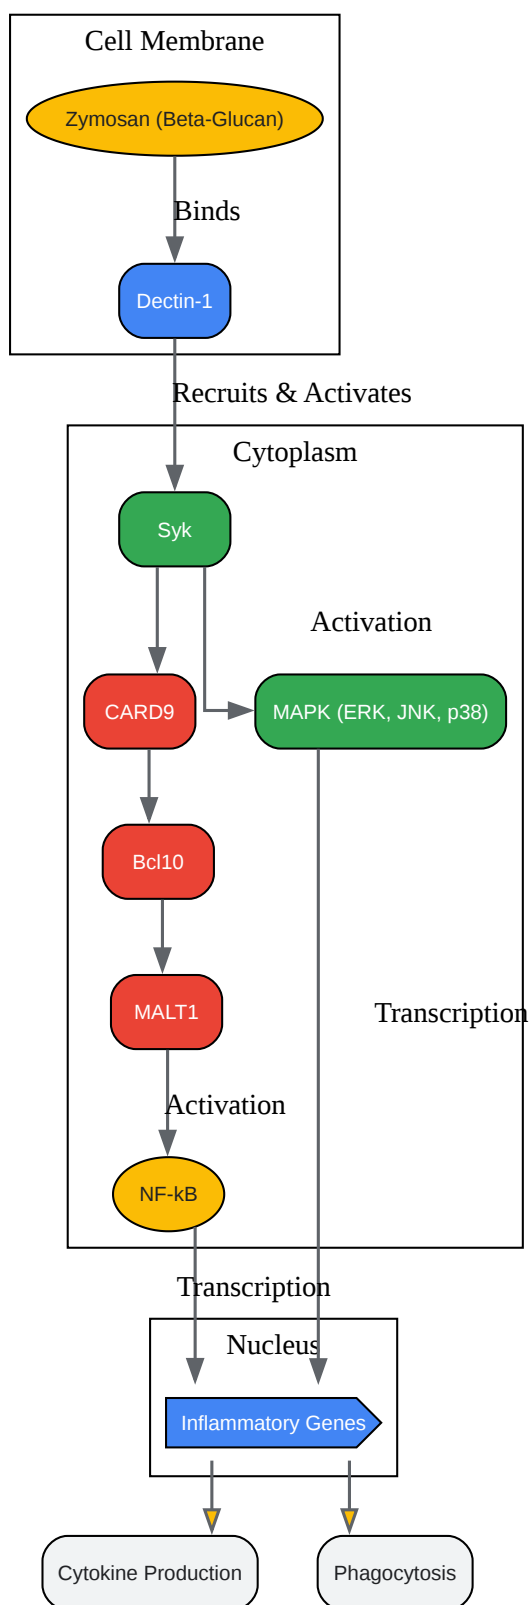 Cell Membrane
Zymosan (Beta-Glucan)
Binds
Dectin-1
Recruits & Activates
Cytoplasm
Syk
Activation
CARD9
MAPK (ERK, JNK, p38)
Bcl10
MALT1
Transcription
Activation
NF-kB
Transcription
Nucleus
Inflammatory Genes
Cytokine Production
Phagocytosis